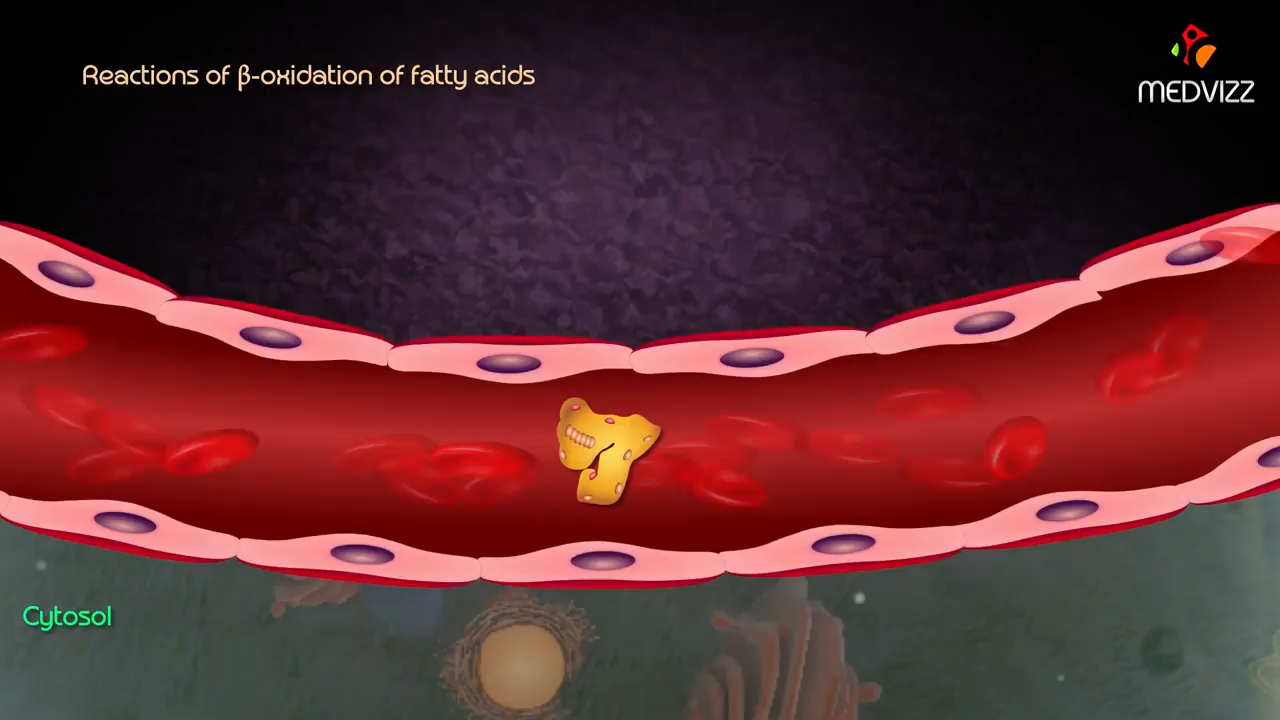 Reactions of β-oxidation of fatty acids
MEDVIZZ
Cytosol